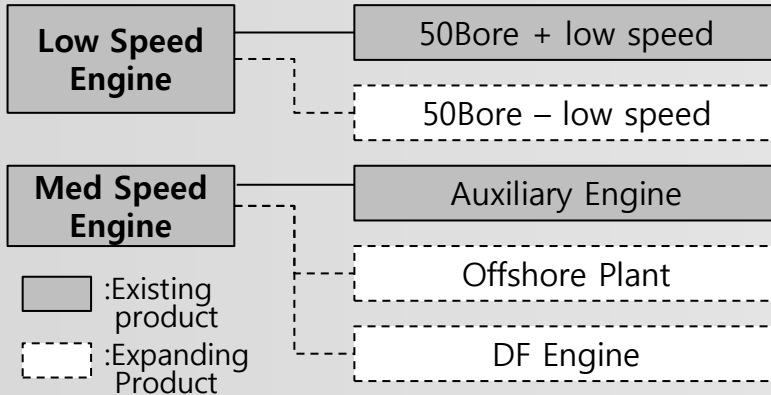 Low Speed
Engine
50Bore + low speed
50Bore – low speed
Med Speed
Engine
Auxiliary Engine
Offshore Plant
DF Engine
:Existing
product
:Expanding
Product